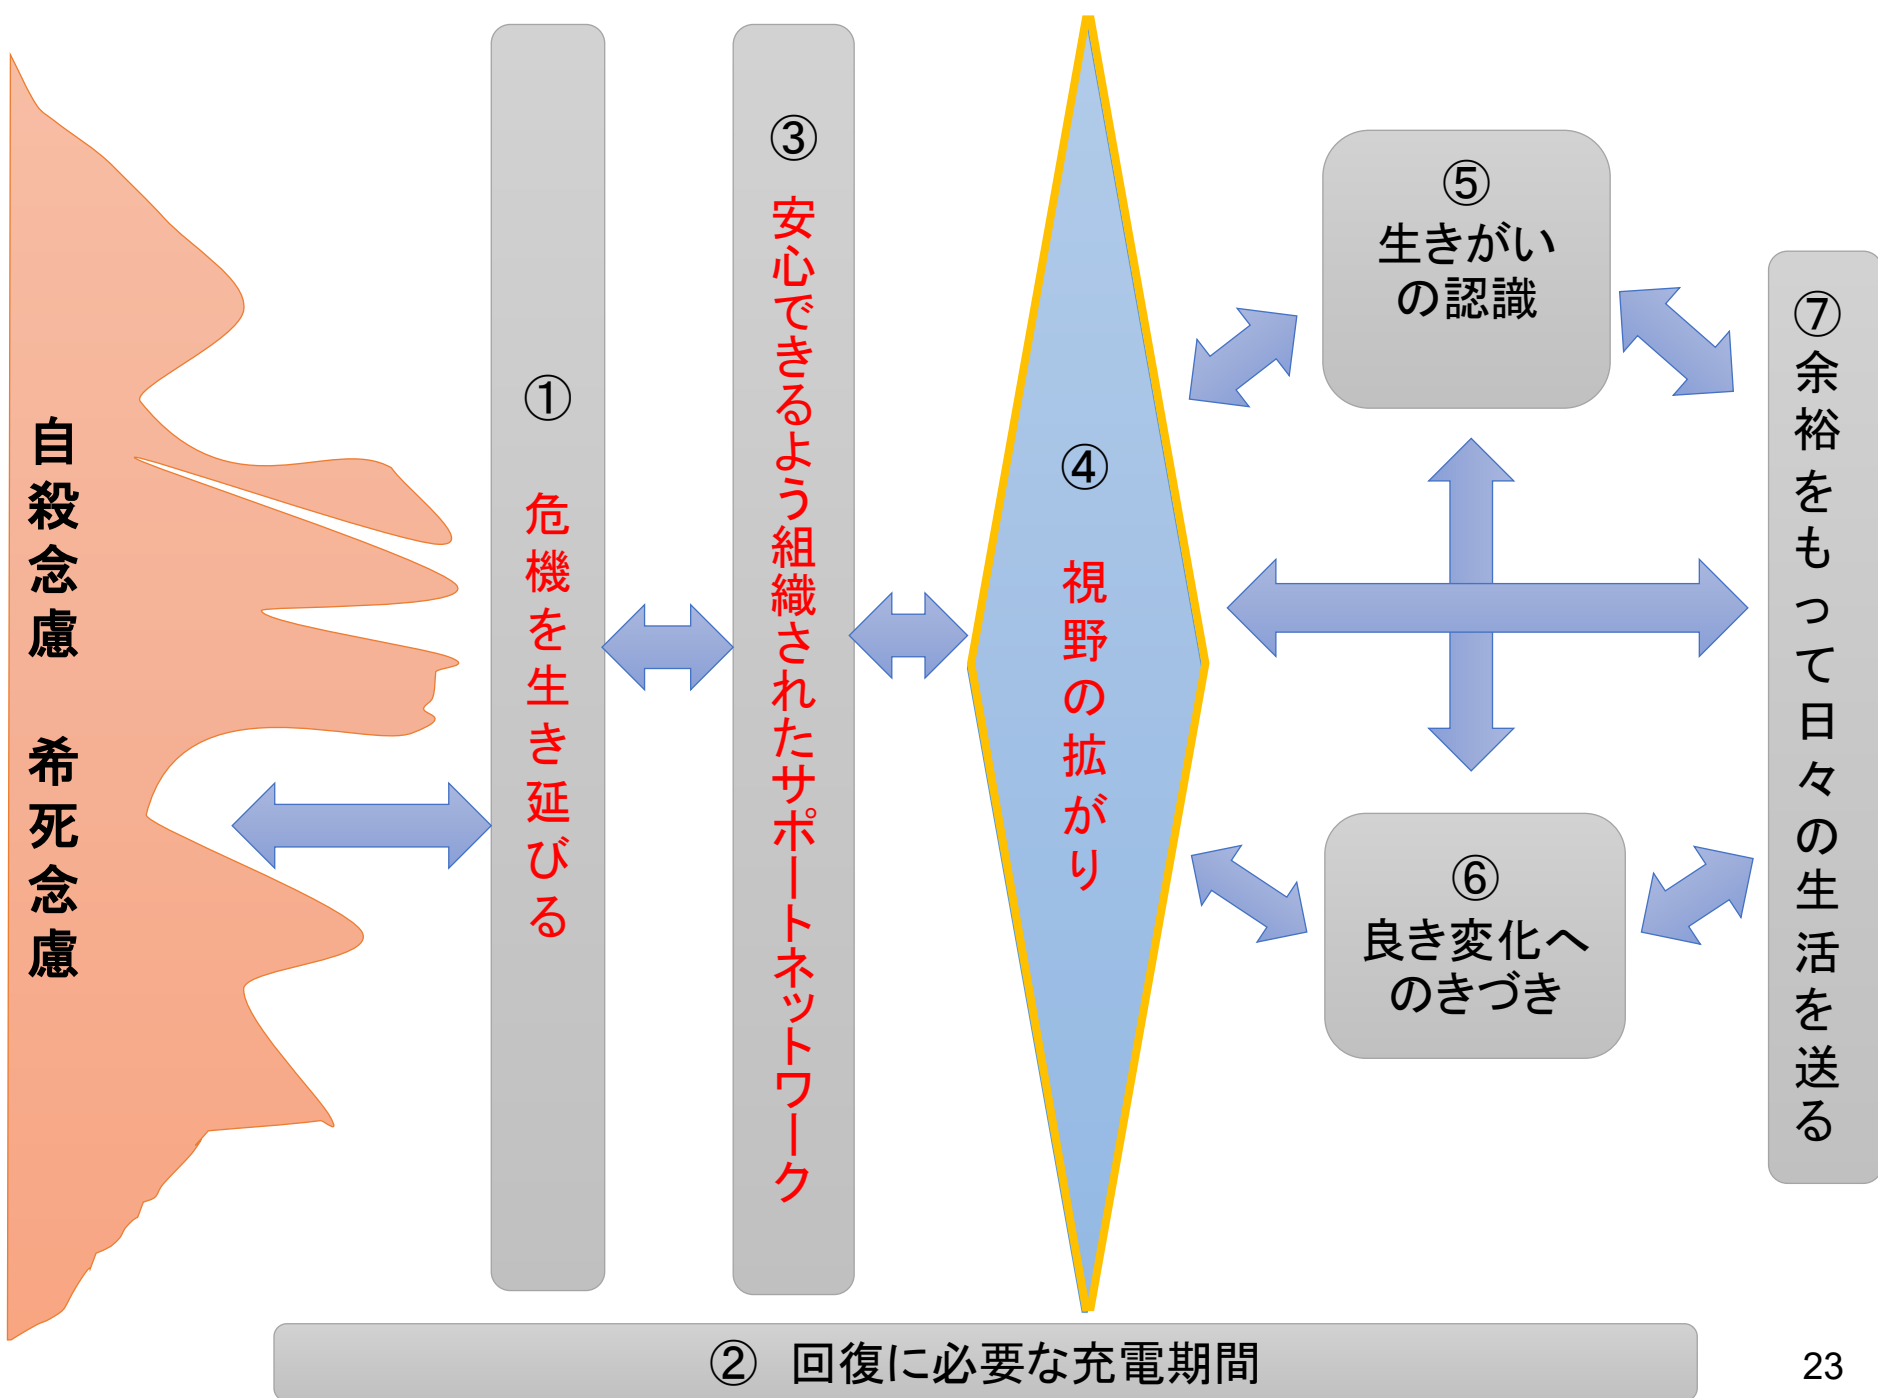 自殺念慮　希死念慮
①　危機を生き延びる
③　安心できるよう組織されたサポートネットワーク
④　視野の拡がり
⑤
生きがい
の認識
⑥
良き変化へ
のきづき
⑦余裕をもって日々の生活を送る
②　回復に必要な充電期間
23